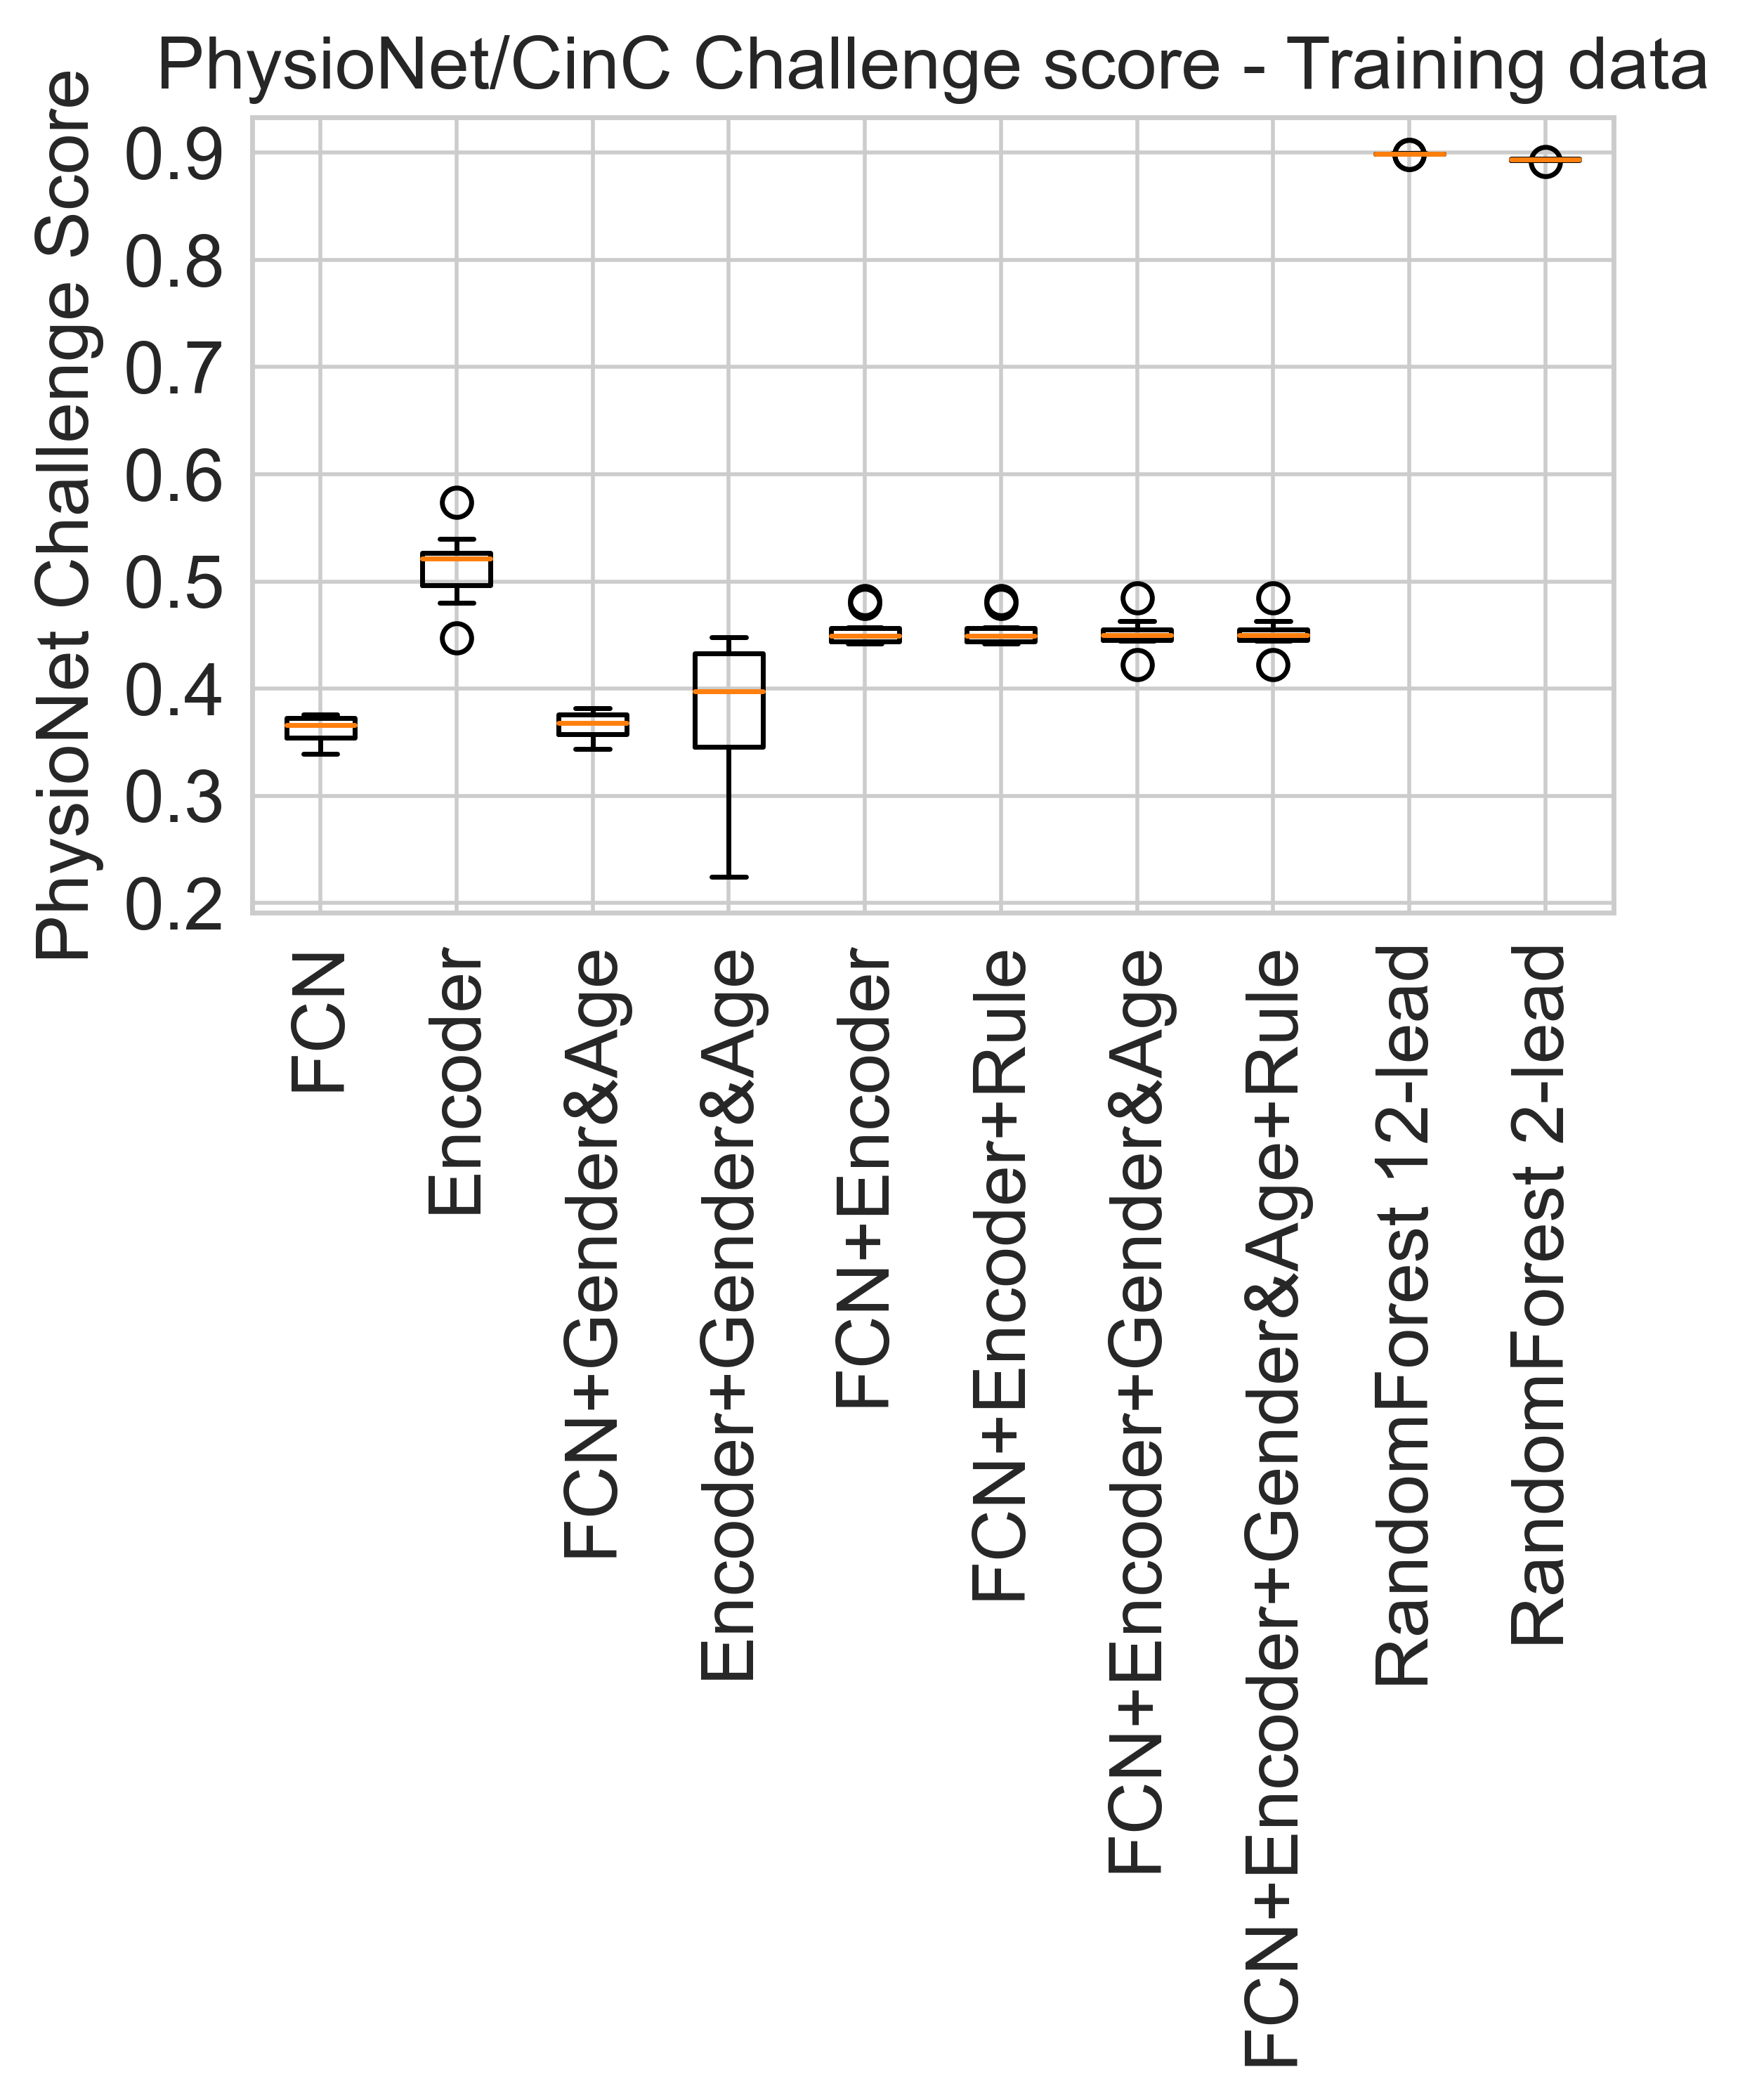 PhysioNet/CinC Challenge score - Training data
PhysioNet Challenge Score
0.9
0.8
0.7
0.6
0.5
0.4
0.3
0.2
FCN
Encoder
FCN+Gender&Age
Encoder+Gender&Age
FCN+Encoder
FCN+Encoder+Rule
FCN+Encoder+Gender&Age
FCN+Encoder+Gender&Age+Rule
RandomForest 12-lead
RandomForest 2-lead